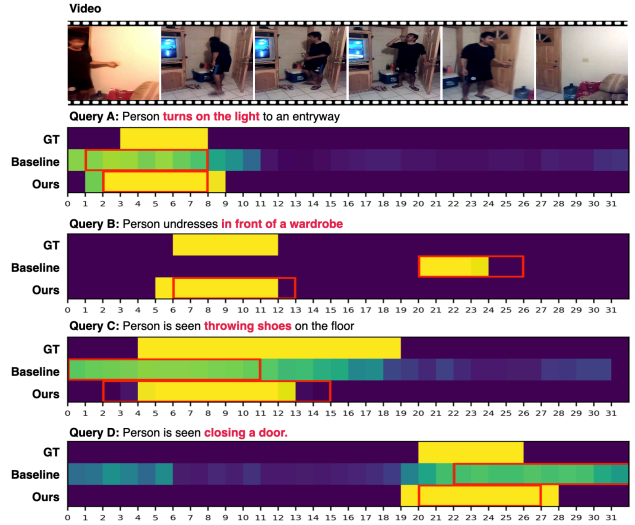 Video
Query A: Person turns on the light to an entryway
GT
Baseline
Ours
0 1 2 3 4 5 6 7 8 9 10 11 12 13 14 15 16 17 18 19 20 21 22 23 24 25 26 27 28 29 30 31
Query B: Person undresses in front of a wardrobe
GT
Baseline
Ours
0 1 2 3 4 5 6 7 8 9 10 11 12 13 14 15 16 17 18 19 20 21 22 23 24 25 26 27 28 29 30 31
Query C: Person is seen throwing shoes on the floor
GT
Baseline
Ours
0 1 2 3 4 5 6 7 8 9 10 11 12 13 14 15 16 17 18 19 20 21 22 23 24 25 26 27 28 29 30 31
Query D: Person is seen closing a door.
GT
Baseline
Ours
0 1 2 3 4 5 6 7 8 9 10 11 12 13 14 15 16 17 18 19 20 21 22 23 24 25 26 27 28 29 30 31